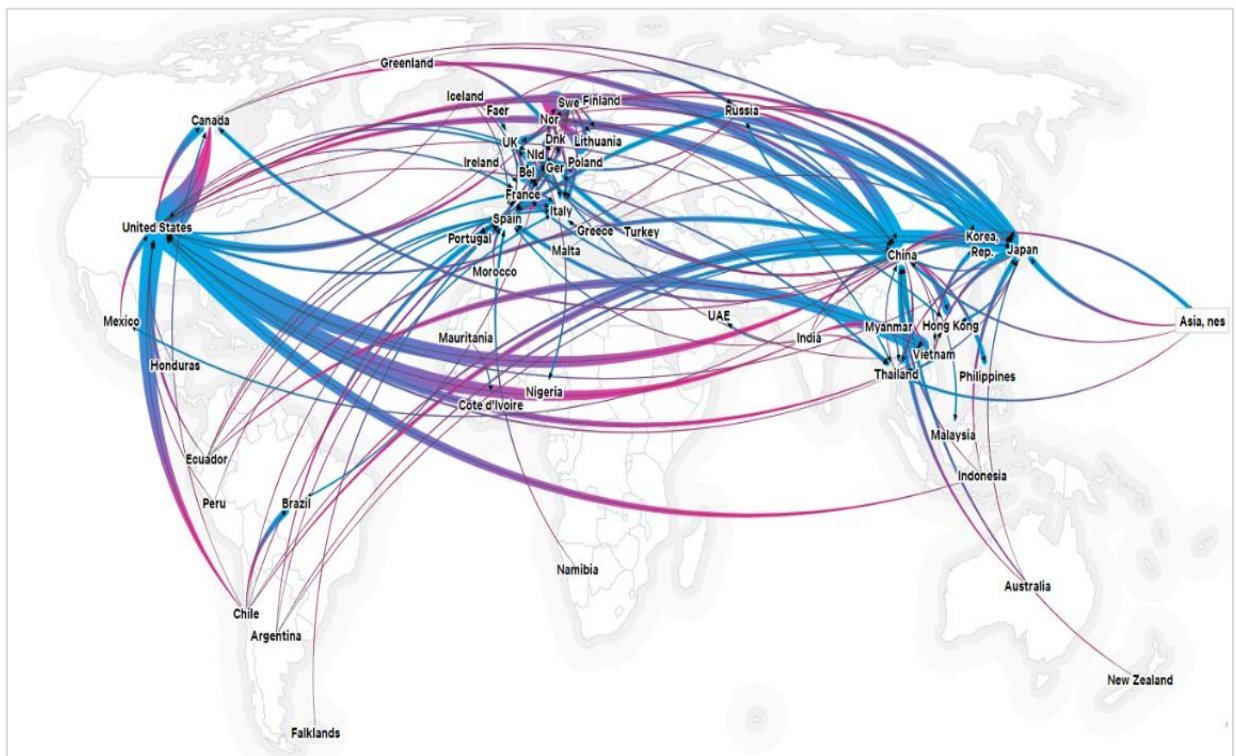 Greenland
Iceland
Faer
Swe
Finland
Russia
Canada
Nor
UK
Dnk
Lithuania
Ireland
Nld
Bel
Ger
Poland
France
United States
Spain
Italy
Greece
Turkey
Portugal
Malta
Morocco
China
Korea,
Rep.
Japan
Mexico
Mauritania
UAE
India
Myanmar
Hong Kong
Asia, nes
Honduras
Vietnam
Thailand
Philippines
Nigeria
Côte d'Ivoire
Malaysia
Ecuador
Peru
Brazil
Indonesia
Namibia
Australia
Chile
Argentina
New Zealand
Falklands